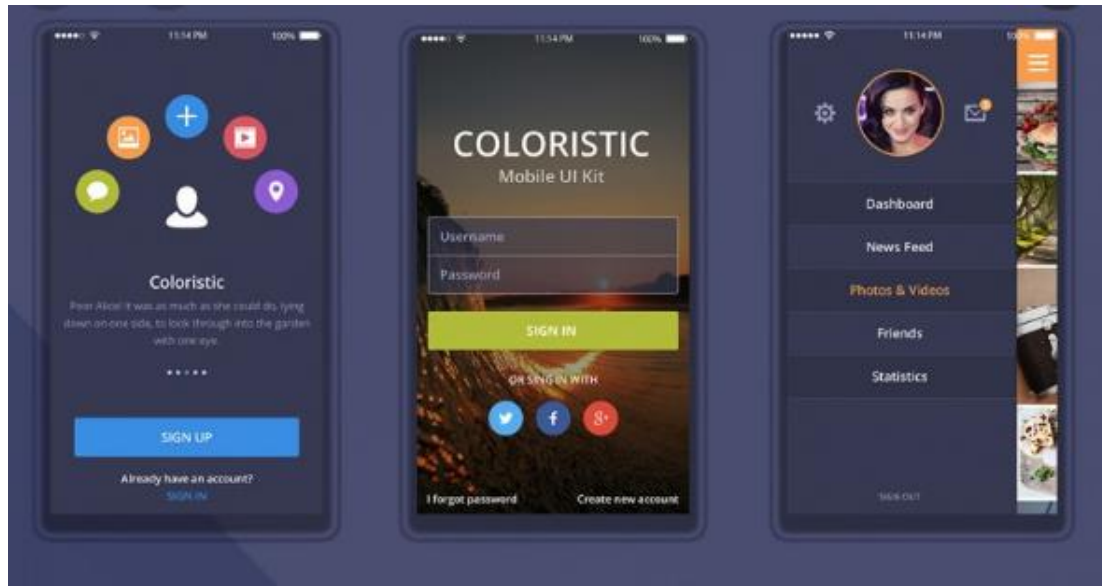 11:14 PM
100%
Coloristic
Poor Alice! It was as much as she could do, lying
down on one side, to look through into the garden
with one eye.
SIGN UP
Already have an account?
SIGN IN
11:14 PM
100%
COLORISTIC
Mobile UI Kit
Username
Password
SIGN IN
OR SING IN WITH
f
8+
I forgot password
Create new account
11:14 PM
Dashboard
News Feed
Photos & Videos
Friends
Statistics
SIGN OUT